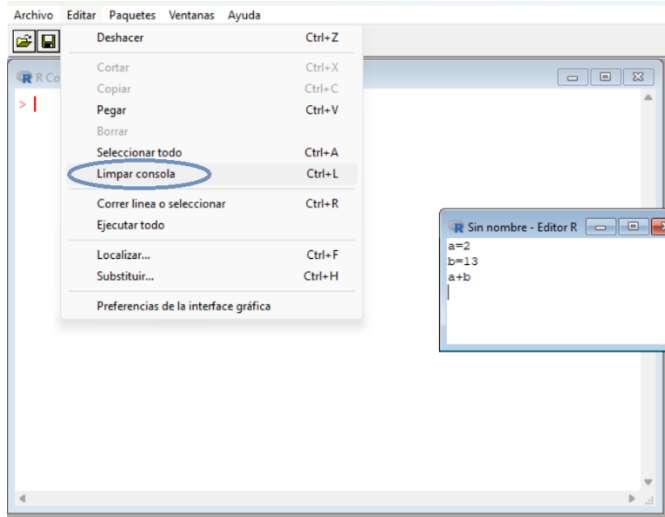 Archivo Editar Paquetes Ventanas Ayuda
Deshacer Ctrl+Z
R Co
Cortar Ctrl+X
Copiar Ctrl+C
>
Pegar Ctrl+V
Borrar
Seleccionar todo Ctrl+A
Limpar consola Ctrl+L
Correr linea o seleccionar Ctrl+R
Ejecutar todo
Localizar... Ctrl+F
Substituir... Ctrl+H
Preferencias de la interface gráfica
R Sin nombre - Editor R
a=2
b=13
a+b